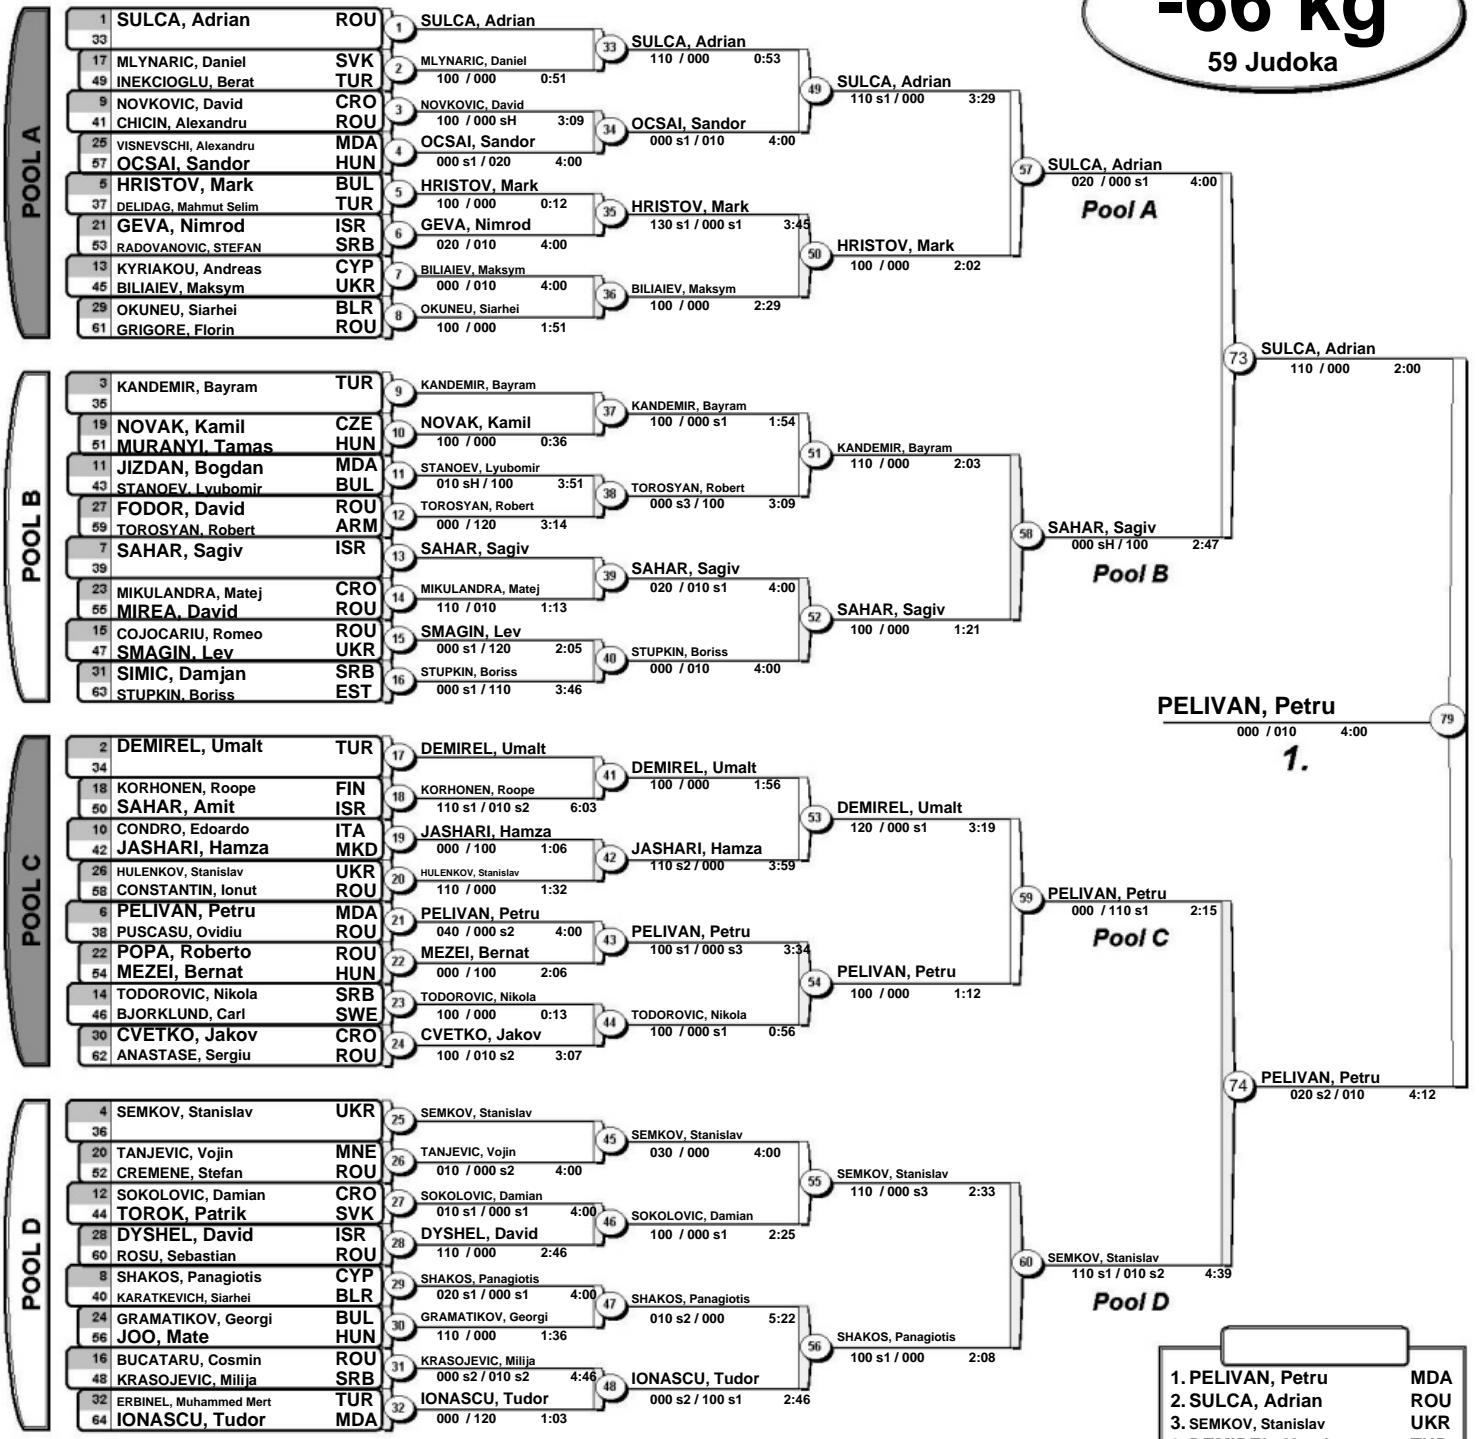 -66 kg
59 Judoka
POOL A
1 SULCA, Adrian ROU
33
17 MLYNARIC, Daniel SVK
49 INEKCIOGLU, Berat TUR
9 NOVKOVIC, David CRO
41 CHICIN, Alexandru ROU
25 VISNEVSCHI, Alexandru MDA
57 OCSAI, Sandor HUN
5 HRISTOV, Mark BUL
37 DELIDAG, Mahmut Selim TUR
21 GEVA, Nimrod ISR
53 RADOVANOVIC, STEFAN SRB
13 KYRIAKOU, Andreas CYP
45 BILIAIEV, Maksym UKR
29 OKUNEU, Siarhei BLR
61 GRIGORE, Florin ROU
1 SULCA, Adrian
2 MLYNARIC, Daniel
100 / 000 0:51
3 NOVKOVIC, David
100 / 000 sH 3:09
4 OCSAI, Sandor
000 s1 / 020 4:00
5 HRISTOV, Mark
100 / 000 0:12
6 GEVA, Nimrod
020 / 010 4:00
7 BILIAIEV, Maksym
000 / 010 4:00
8 OKUNEU, Siarhei
100 / 000 1:51
33 SULCA, Adrian
110 / 000 0:53
34 OCSAI, Sandor
000 s1 / 010 4:00
35 HRISTOV, Mark
130 s1 / 000 s1 3:45
36 BILIAIEV, Maksym
100 / 000 2:29
49 SULCA, Adrian
110 s1 / 000 3:29
50 HRISTOV, Mark
100 / 000 2:02
57 SULCA, Adrian
020 / 000 s1 4:00
Pool A
POOL B
3 KANDEMIR, Bayram TUR
35
19 NOVAK, Kamil CZE
51 MURANYI, Tamas HUN
11 JIZDAN, Bogdan MDA
43 STANOEV, Lyubomir BUL
27 FODOR, David ROU
59 TOROSYAN, Robert ARM
7 SAHAR, Sagiv ISR
39
23 MIKULANDRA, Matej CRO
55 MIREA, David ROU
15 COJOCARIU, Romeo ROU
47 SMAGIN, Lev UKR
31 SIMIC, Damjan SRB
63 STUPKIN, Boriss EST
9 KANDEMIR, Bayram
10 NOVAK, Kamil
100 / 000 0:36
11 STANOEV, Lyubomir
010 sH / 100 3:51
12 TOROSYAN, Robert
000 / 120 3:14
13 SAHAR, Sagiv
14 MIKULANDRA, Matej
110 / 010 1:13
15 SMAGIN, Lev
000 s1 / 120 2:05
16 STUPKIN, Boriss
000 s1 / 110 3:46
37 KANDEMIR, Bayram
100 / 000 s1 1:54
38 TOROSYAN, Robert
000 s3 / 100 3:09
39 SAHAR, Sagiv
020 / 010 s1 4:00
40 STUPKIN, Boriss
000 / 010 4:00
51 KANDEMIR, Bayram
110 / 000 2:03
52 SAHAR, Sagiv
100 / 000 1:21
58 SAHAR, Sagiv
000 sH / 100 2:47
Pool B
73 SULCA, Adrian
110 / 000 2:00
PELIVAN, Petru 79
000 / 010 4:00
1.
POOL C
2 DEMIREL, Umalt TUR
34
18 KORHONEN, Roope FIN
50 SAHAR, Amit ISR
10 CONDRO, Edoardo ITA
42 JASHARI, Hamza MKD
26 HULENKOV, Stanislav UKR
58 CONSTANTIN, Ionut ROU
6 PELIVAN, Petru MDA
38 PUSCASU, Ovidiu ROU
22 POPA, Roberto ROU
54 MEZEI, Bernat HUN
14 TODOROVIC, Nikola SRB
46 BJORKLUND, Carl SWE
30 CVETKO, Jakov CRO
62 ANASTASE, Sergiu ROU
17 DEMIREL, Umalt
18 KORHONEN, Roope
110 s1 / 010 s2 6:03
19 JASHARI, Hamza
000 / 100 1:06
20 HULENKOV, Stanislav
110 / 000 1:32
21 PELIVAN, Petru
040 / 000 s2 4:00
22 MEZEI, Bernat
000 / 100 2:06
23 TODOROVIC, Nikola
100 / 000 0:13
24 CVETKO, Jakov
100 / 010 s2 3:07
41 DEMIREL, Umalt
100 / 000 1:56
42 JASHARI, Hamza
110 s2 / 000 3:59
43 PELIVAN, Petru
100 s1 / 000 s3 3:34
44 TODOROVIC, Nikola
100 / 000 s1 0:56
53 DEMIREL, Umalt
120 / 000 s1 3:19
54 PELIVAN, Petru
100 / 000 1:12
59 PELIVAN, Petru
000 / 110 s1 2:15
Pool C
POOL D
4 SEMKOV, Stanislav UKR
36
20 TANJEVIC, Vojin MNE
52 CREMENE, Stefan ROU
12 SOKOLOVIC, Damian CRO
44 TOROK, Patrik SVK
28 DYSHEL, David ISR
60 ROSU, Sebastian ROU
8 SHAKOS, Panagiotis CYP
40 KARATKEVICH, Siarhei BLR
24 GRAMATIKOV, Georgi BUL
56 JOO, Mate HUN
16 BUCATARU, Cosmin ROU
48 KRASOJEVIC, Milija SRB
32 ERBINEL, Muhammed Mert TUR
64 IONASCU, Tudor MDA
25 SEMKOV, Stanislav
26 TANJEVIC, Vojin
010 / 000 s2 4:00
27 SOKOLOVIC, Damian
010 s1 / 000 s1 4:00
28 DYSHEL, David
110 / 000 2:46
29 SHAKOS, Panagiotis
020 s1 / 000 s1 4:00
30 GRAMATIKOV, Georgi
110 / 000 1:36
31 KRASOJEVIC, Milija
000 s2 / 010 s2 4:46
32 IONASCU, Tudor
000 / 120 1:03
45 SEMKOV, Stanislav
030 / 000 4:00
46 SOKOLOVIC, Damian
100 / 000 s1 2:25
47 SHAKOS, Panagiotis
010 s2 / 000 5:22
48 IONASCU, Tudor
000 s2 / 100 s1 2:46
55 SEMKOV, Stanislav
110 / 000 s3 2:33
56 SHAKOS, Panagiotis
100 s1 / 000 2:08
60 SEMKOV, Stanislav
110 s1 / 010 s2 4:39
Pool D
74 PELIVAN, Petru
020 s2 / 010 4:12
1. PELIVAN, Petru MDA
2. SULCA, Adrian ROU
3. SEMKOV, Stanislav UKR